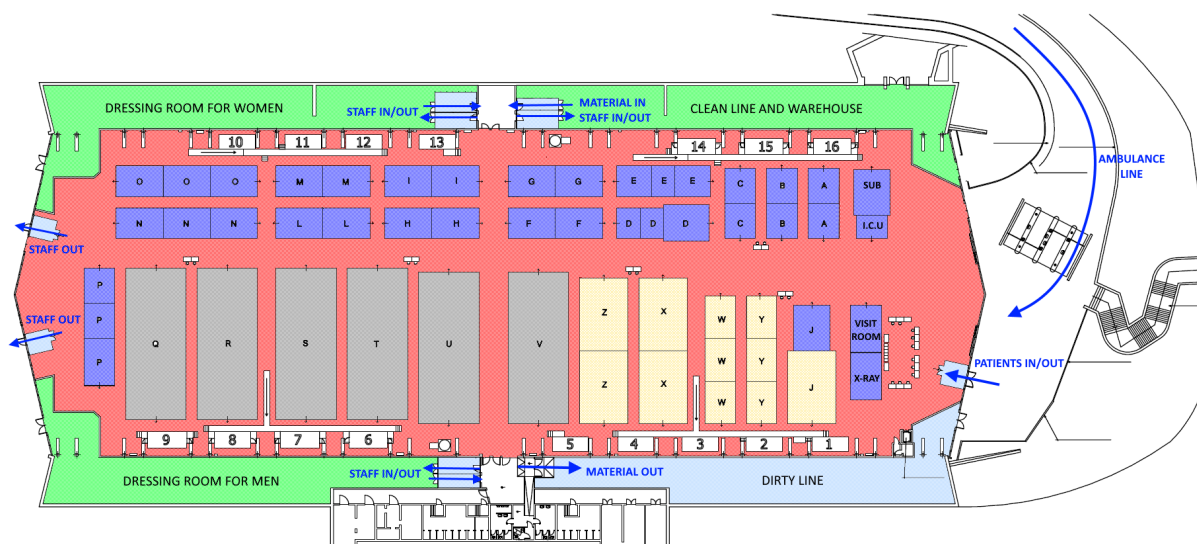 DRESSING ROOM FOR WOMEN
STAFF IN/OUT
MATERIAL IN
STAFF IN/OUT
CLEAN LINE AND WAREHOUSE
AMBULANCE
LINE
10 11 12 13 14 15 16
O O O M M I I G G E E E C B A SUB
N N N L L H H F F D D D C B A I.C.U
STAFF OUT
P
P
P
Q R S T U V
Z X
Z X
W Y
W Y
W Y
J
J
VISIT
ROOM
X-RAY
STAFF OUT
PATIENTS IN/OUT
9 8 7 6 5 4 3 2 1
DRESSING ROOM FOR MEN
STAFF IN/OUT
MATERIAL OUT
DIRTY LINE